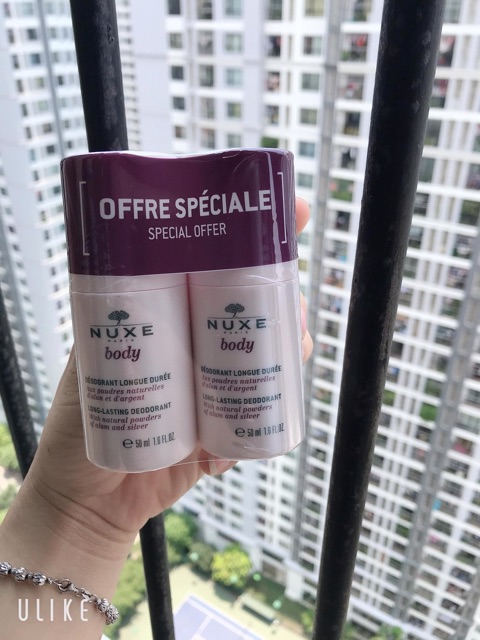 OFFRE SPÉCIALE
SPECIAL OFFER
NUXE
PARIS
body
DÉODORANT LONGUE DURÉE
aux poudres naturelles
d'alun et d'argent
LONG-LASTING DEODORANT
with natural powders
of alum and silver
e 50 ml 1.6 fl.oz.
NUXE
PARIS
body
DÉODORANT LONGUE DURÉE
aux poudres naturelles
d'alun et d'argent
LONG-LASTING DEODORANT
with natural powders
of alum and silver
e 50 ml 1.6 fl.oz.
ULIKE